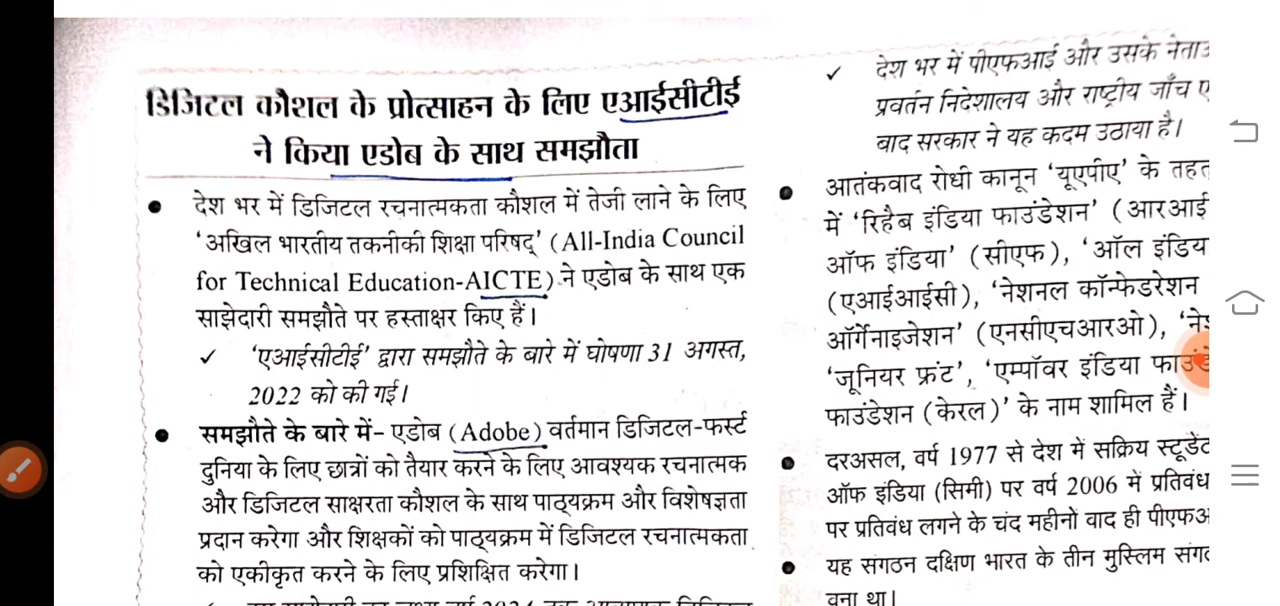 डिजिटल कौशल के प्रोत्साहन के लिए एआईसीटीई
ने किया एडोब के साथ समझौता
● देश भर में डिजिटल रचनात्मकता कौशल में तेजी लाने के लिए
‘अखिल भारतीय तकनीकी शिक्षा परिषद्’ (All-India Council
for Technical Education-AICTE) ने एडोब के साथ एक
साझेदारी समझौते पर हस्ताक्षर किए हैं।
✓ ‘एआईसीटीई’ द्वारा समझौते के बारे में घोषणा 31 अगस्त,
2022 को की गई।
● समझौते के बारे में- एडोब (Adobe) वर्तमान डिजिटल-फर्स्ट
दुनिया के लिए छात्रों को तैयार करने के लिए आवश्यक रचनात्मक
और डिजिटल साक्षरता कौशल के साथ पाठ्यक्रम और विशेषज्ञता
प्रदान करेगा और शिक्षकों को पाठ्यक्रम में डिजिटल रचनात्मकता
को एकीकृत करने के लिए प्रशिक्षित करेगा।
✓ देश भर में पीएफआई और उसके
प्रवर्तन निदेशालय और राष्ट्रीय जाँच
बाद सरकार ने यह कदम उठाया है।
● आतंकवाद रोधी कानून ‘यूएपीए’ के तहत
में ‘रिहैब इंडिया फाउंडेशन’ (आरआई
ऑफ इंडिया’ (सीएफ), ‘ऑल इंडिय
(एआईआईसी), ‘नेशनल कॉन्फेडरेशन
ऑर्गेनाइजेशन’ (एनसीएचआरओ),
‘जूनियर फ्रंट’, ‘एम्पॉवर इंडिया
फाउंडेशन (केरल)’ के नाम शामिल हैं।
● दरअसल, वर्ष 1977 से देश में सक्रिय स्टूडेंट
ऑफ इंडिया (सिमी) पर वर्ष 2006 में प्रतिबंध
पर प्रतिबंध लगने के चंद महीनों वाद ही
● यह संगठन दक्षिण भारत के तीन मुस्लिम
वना था।